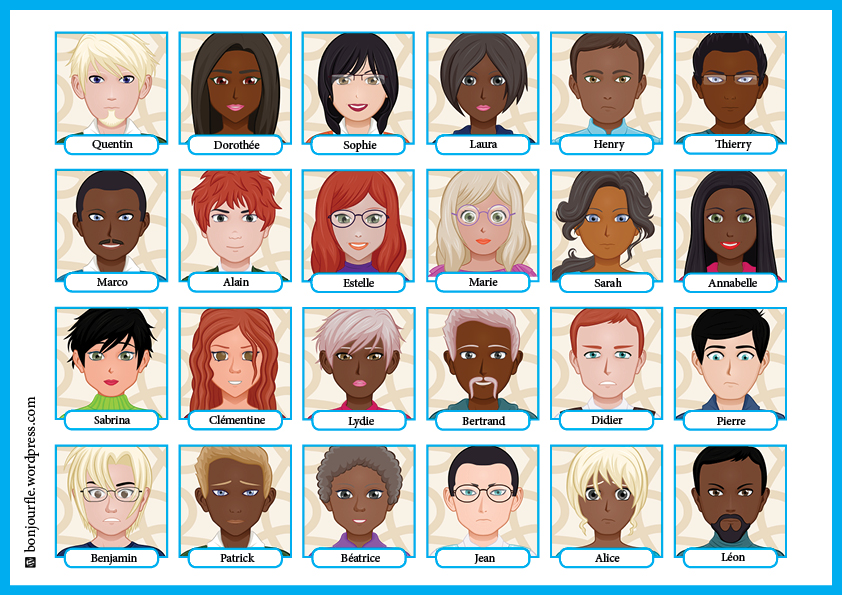 Quentin
Dorothée
Sophie
Laura
Henry
Thierry
Marco
Alain
Estelle
Marie
Sarah
Annabelle
Sabrina
Clémentine
Lydie
Bertrand
Didier
Pierre
Benjamin
Patrick
Béatrice
Jean
Alice
Léon
bonjourfle.wordpress.com